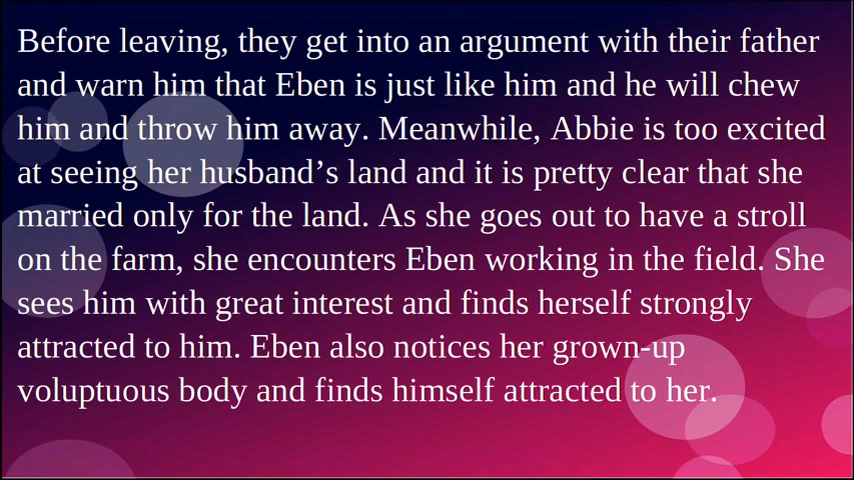 Before leaving, they get into an argument with their father
and warn him that Eben is just like him and he will chew
him and throw him away. Meanwhile, Abbie is too excited
at seeing her husband’s land and it is pretty clear that she
married only for the land. As she goes out to have a stroll
on the farm, she encounters Eben working in the field. She
sees him with great interest and finds herself strongly
attracted to him. Eben also notices her grown-up
voluptuous body and finds himself attracted to her.